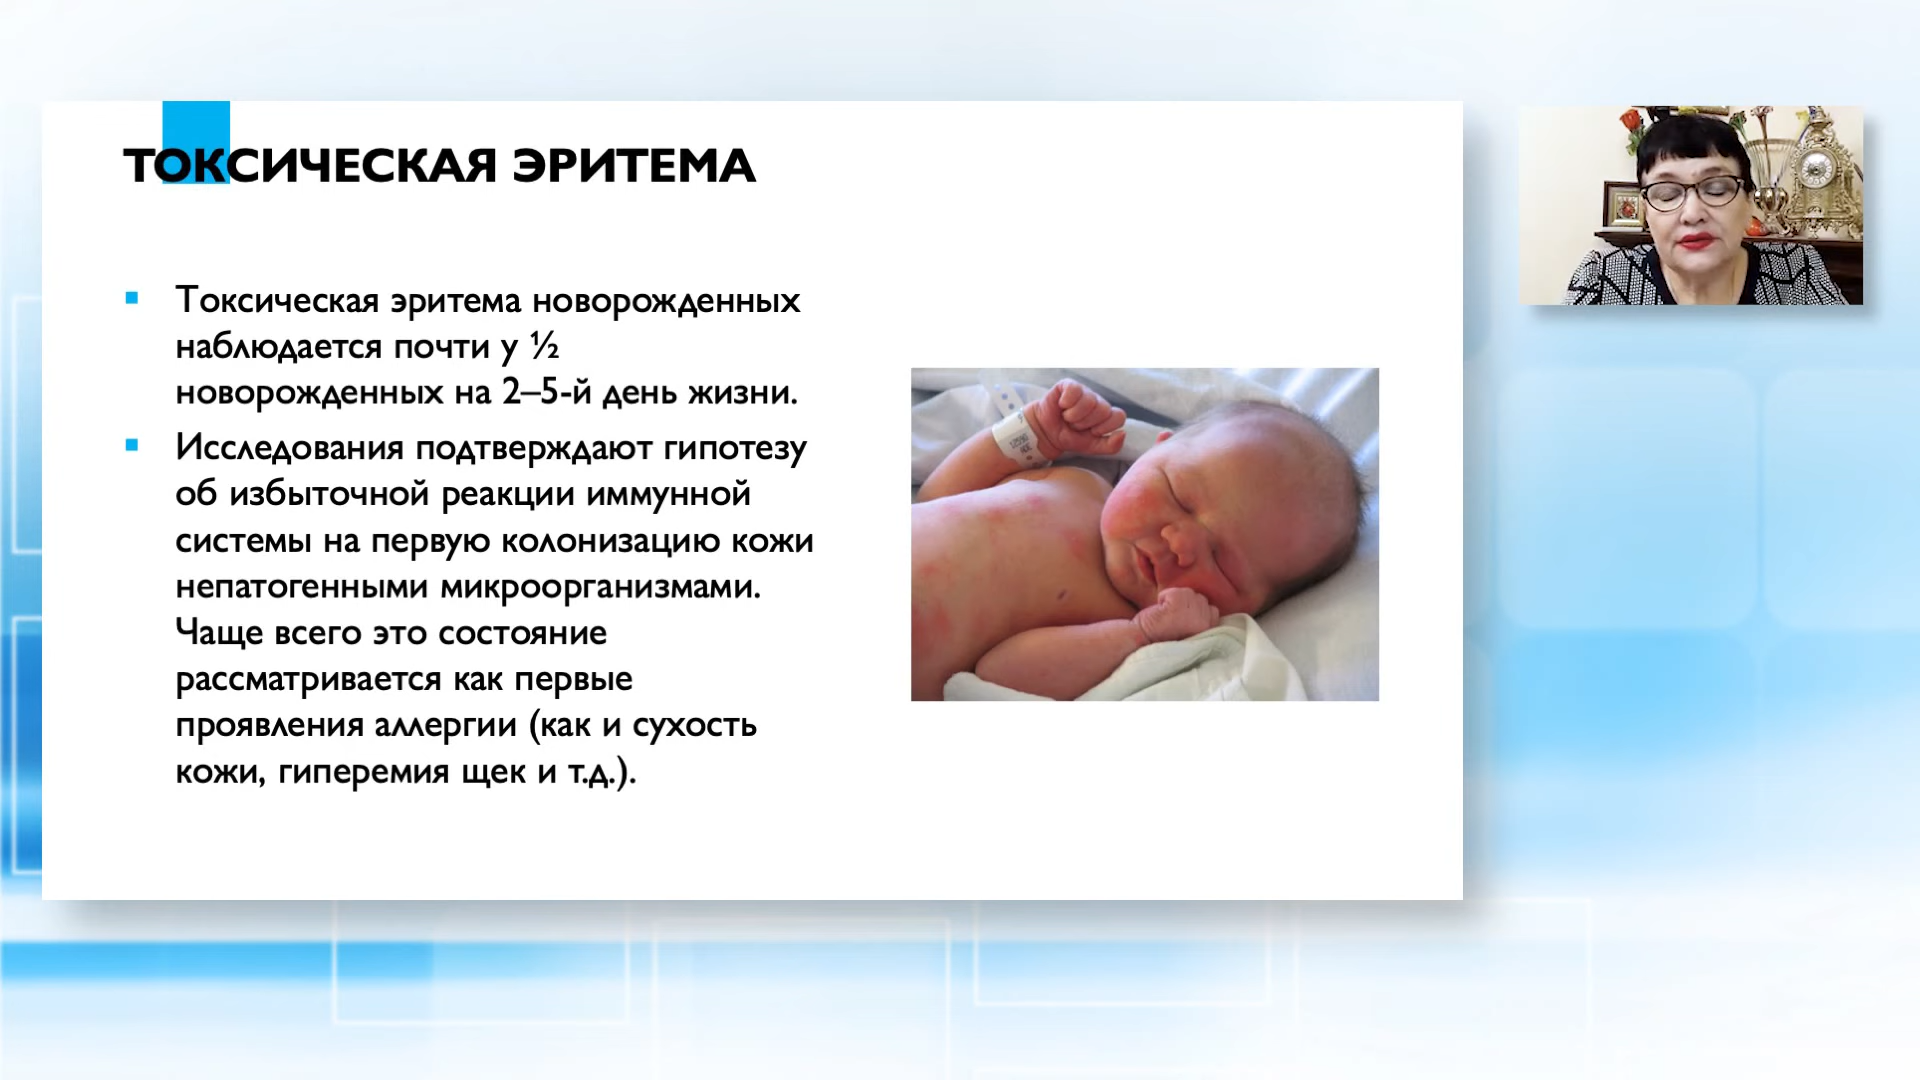 ТОКСИЧЕСКАЯ ЭРИТЕМА
Токсическая эритема новорожденных
наблюдается почти у ½
новорожденных на 2–5-й день жизни.
Исследования подтверждают гипотезу
об избыточной реакции иммунной
системы на первую колонизацию кожи
непатогенными микроорганизмами.
Чаще всего это состояние
рассматривается как первые
проявления аллергии (как и сухость
кожи, гиперемия щек и т.д.).